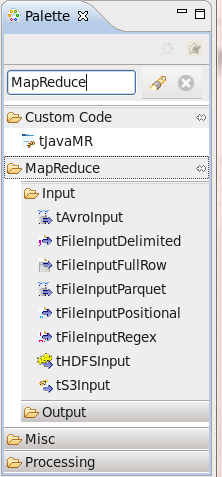 Palette
MapReduce
Custom Code
tJavaMR
MapReduce
Input
tAvroInput
tFileInputDelimited
tFileInputFullRow
tFileInputParquet
tFileInputPositional
tFileInputRegex
tHDFSInput
tS3Input
Output
Misc
Processing